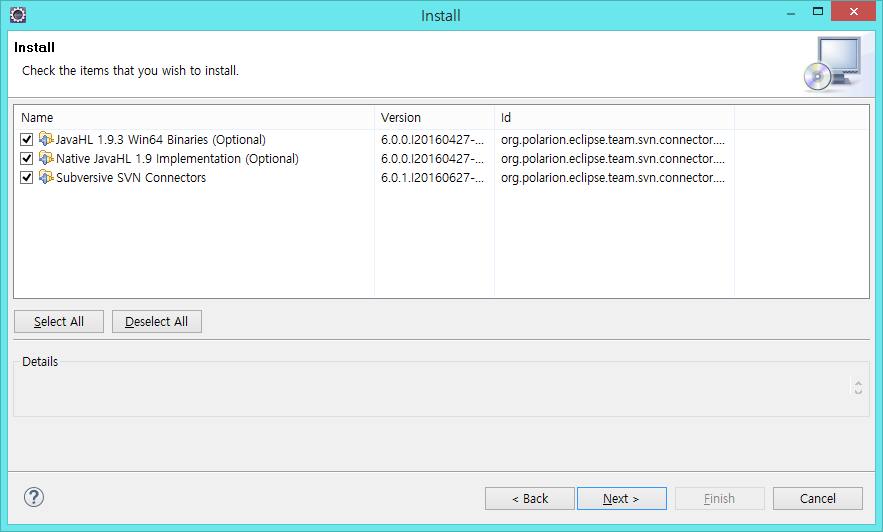 Install
Install
Check the items that you wish to install.
Name Version Id
JavaHL 1.9.3 Win64 Binaries (Optional) 6.0.0.I20160427-... org.polarion.eclipse.team.svn.connector....
Native JavaHL 1.9 Implementation (Optional) 6.0.0.I20160427-... org.polarion.eclipse.team.svn.connector....
Subversive SVN Connectors 6.0.1.I20160627-... org.polarion.eclipse.team.svn.connector....
Select All Deselect All
Details
? < Back Next > Finish Cancel